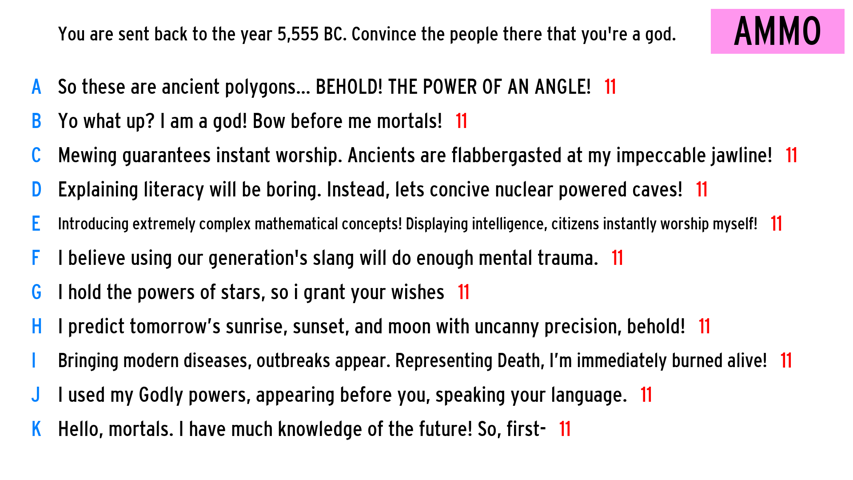 You are sent back to the year 5,555 BC. Convince the people there that you're a god.
AMMO
A So these are ancient polygons... BEHOLD! THE POWER OF AN ANGLE! 11
B Yo what up? I am a god! Bow before me mortals! 11
C Mewing guarantees instant worship. Ancients are flabbergasted at my impeccable jawline! 11
D Explaining literacy will be boring. Instead, lets concive nuclear powered caves! 11
E Introducing extremely complex mathematical concepts! Displaying intelligence, citizens instantly worship myself! 11
F I believe using our generation's slang will do enough mental trauma. 11
G I hold the powers of stars, so i grant your wishes 11
H I predict tomorrow’s sunrise, sunset, and moon with uncanny precision, behold! 11
I Bringing modern diseases, outbreaks appear. Representing Death, I’m immediately burned alive! 11
J I used my Godly powers, appearing before you, speaking your language. 11
K Hello, mortals. I have much knowledge of the future! So, first- 11